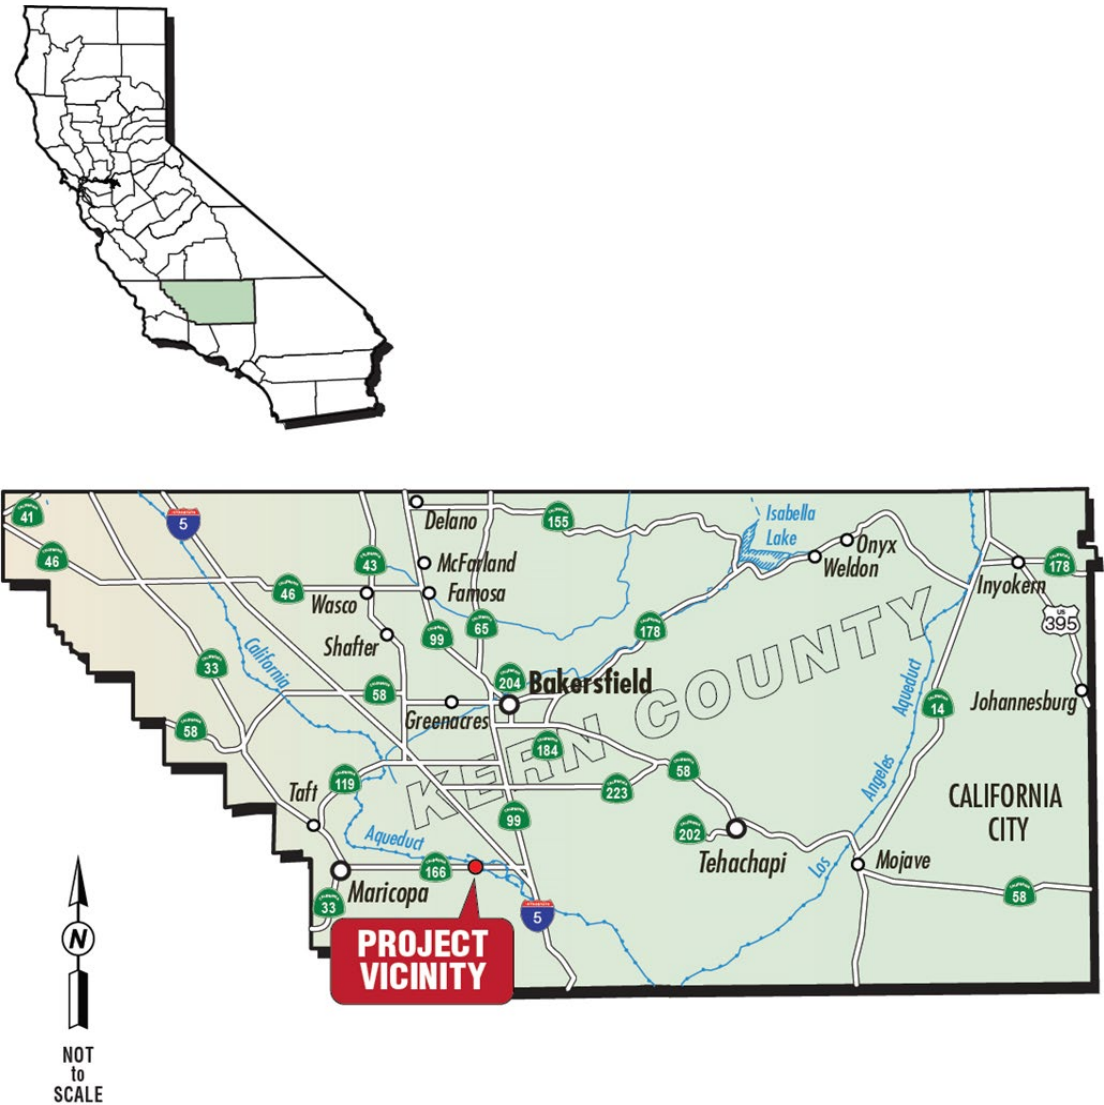 41
5
155
Isabella
Lake
Delano
46
43
McFarland
Onyx
Weldon
178
Inyokern
46
Wasco
Famosa
99
65
178
US
395
Shafter
33
California
204
Bakersfield
58
Greenacres
Johannesburg
KERN COUNTY
Aqueduct
14
58
184
58
119
223
Angeles
Taft
CALIFORNIA
CITY
99
202
Tehachapi
Aqueduct
Los
Mojave
166
Maricopa
58
33
5
PROJECT
VICINITY
N
NOT
to
SCALE